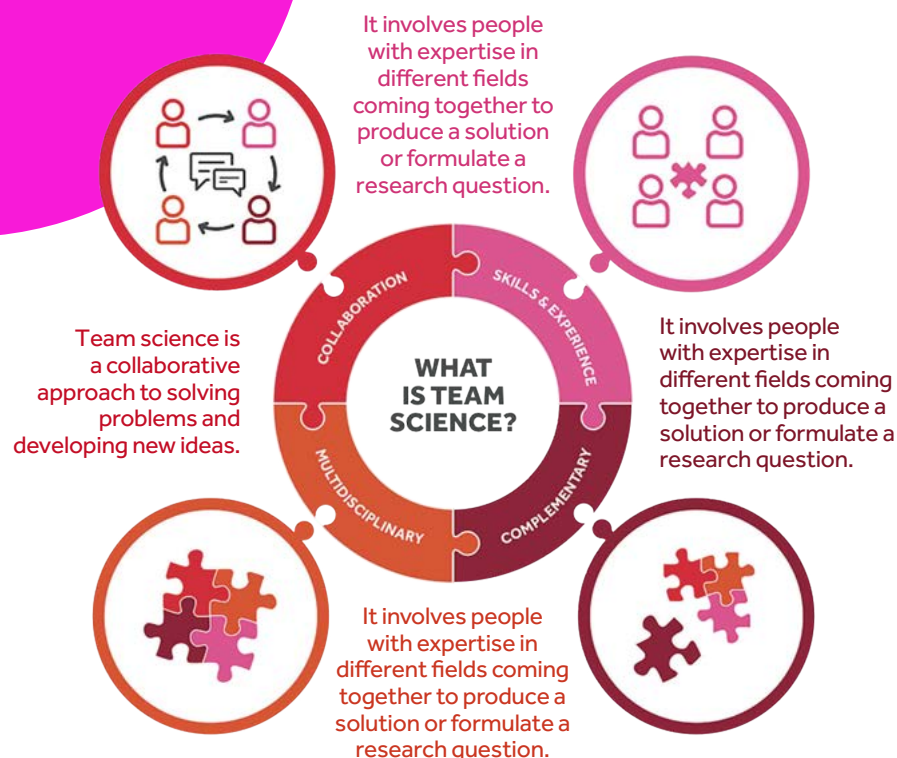 It involves people
with expertise in
different fields
coming together to
produce a solution
or formulate a
research question.
COLLABORATION
SKILLS & EXPERIENCE
Team science is
a collaborative
approach to solving
problems and
developing new ideas.
WHAT
IS TEAM
SCIENCE?
It involves people
with expertise in
different fields coming
together to produce a
solution or formulate a
research question.
MULTIDISCIPLINARY
COMPLEMENTARY
It involves people
with expertise in
different fields coming
together to produce a
solution or formulate a
research question.